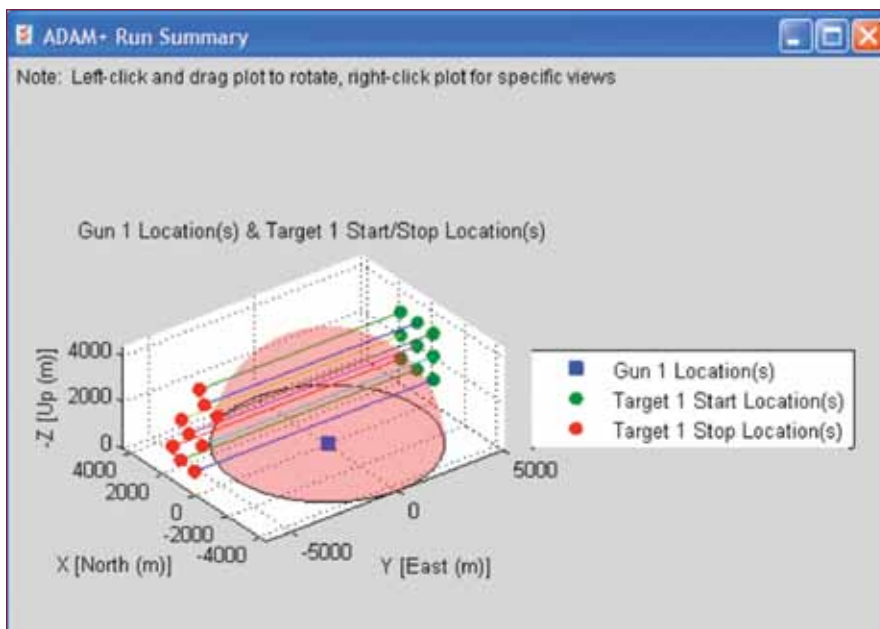 ADAM+ Run Summary
Note: Left-click and drag plot to rotate, right-click plot for specific views
Gun 1 Location(s) & Target 1 Start/Stop Location(s)
-Z [Up (m)]
4000
2000
0
4000
2000
0
-2000
-4000
X [North (m)]
-5000
0
5000
Y [East (m)]
Gun 1 Location(s)
Target 1 Start Location(s)
Target 1 Stop Location(s)